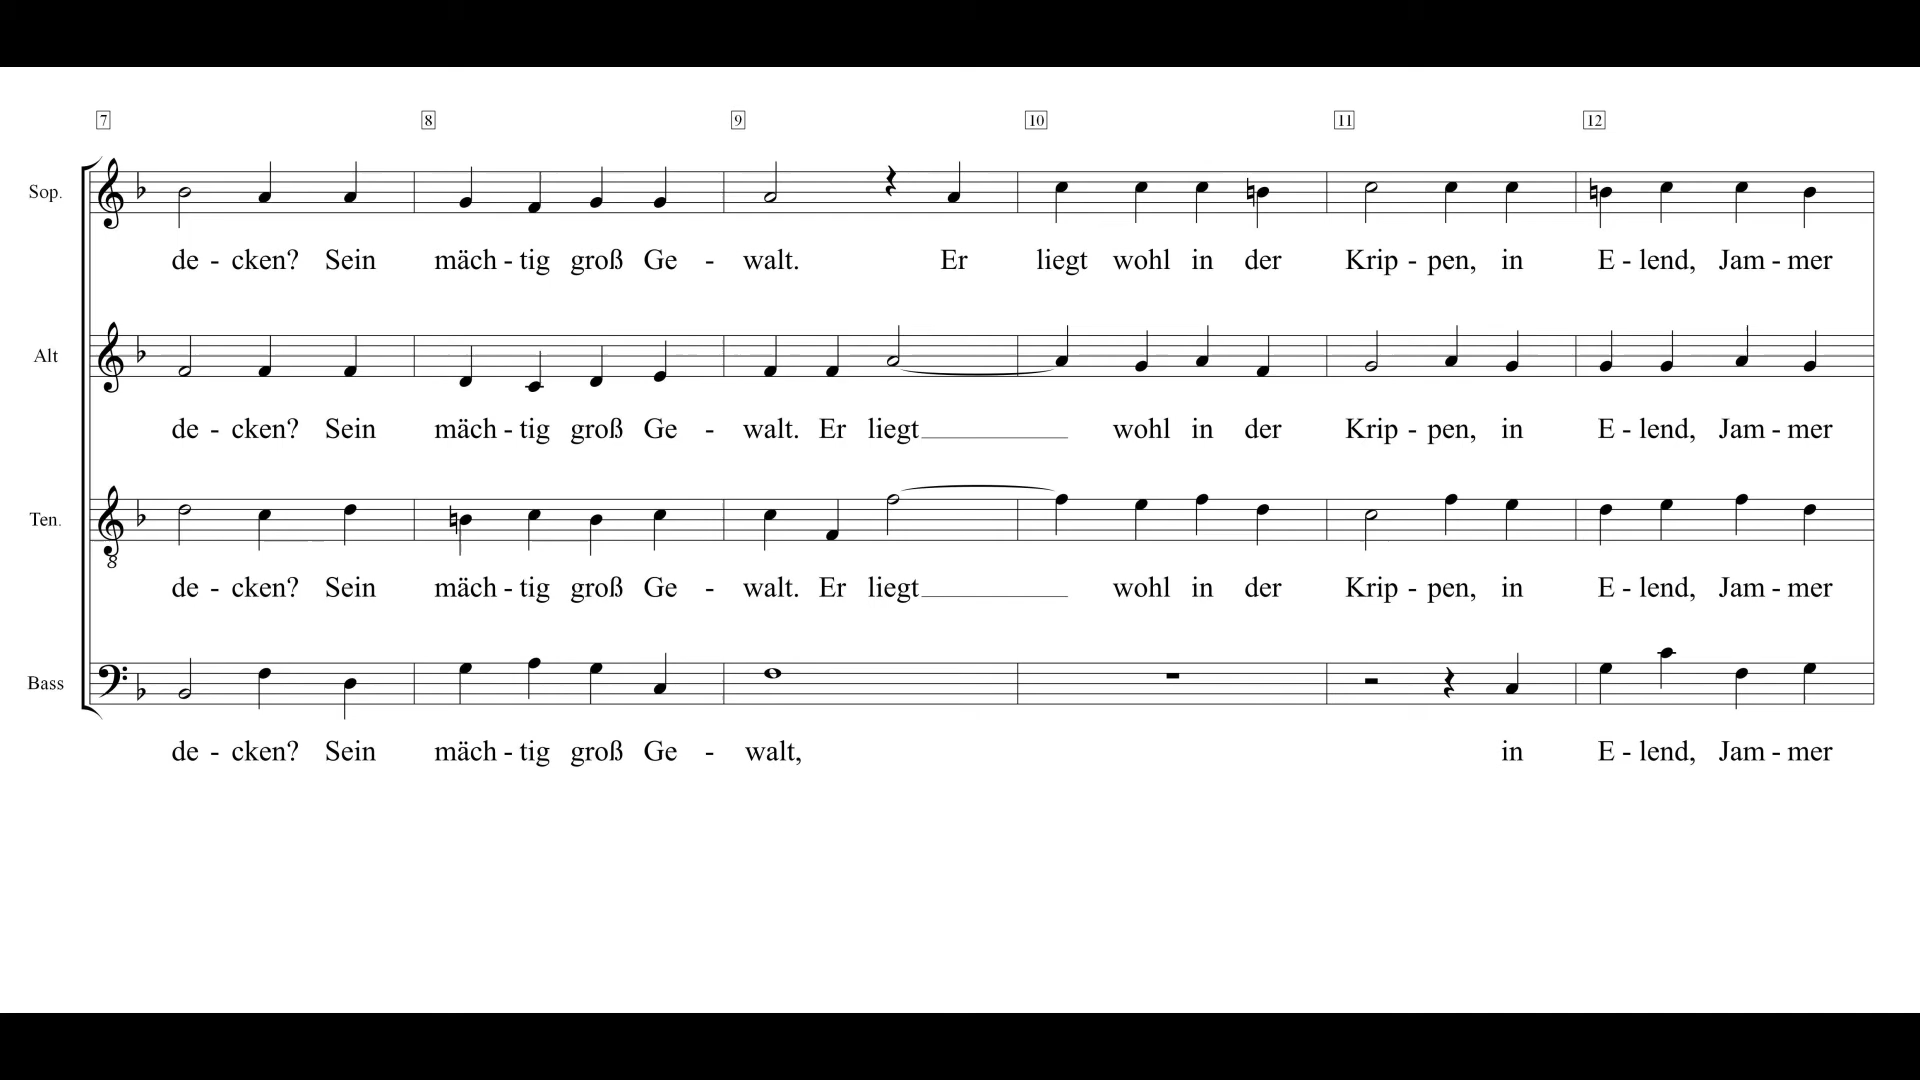 7 8 9 10 11 12
Sop.
de - cken? Sein mäch - tig groß Ge - walt. Er liegt wohl in der Krip - pen, in E - lend, Jam - mer
Alt
de - cken? Sein mäch - tig groß Ge - walt. Er liegt wohl in der Krip - pen, in E - lend, Jam - mer
Ten.
8
de - cken? Sein mäch - tig groß Ge - walt. Er liegt wohl in der Krip - pen, in E - lend, Jam - mer
Bass
de - cken? Sein mäch - tig groß Ge - walt, in E - lend, Jam - mer